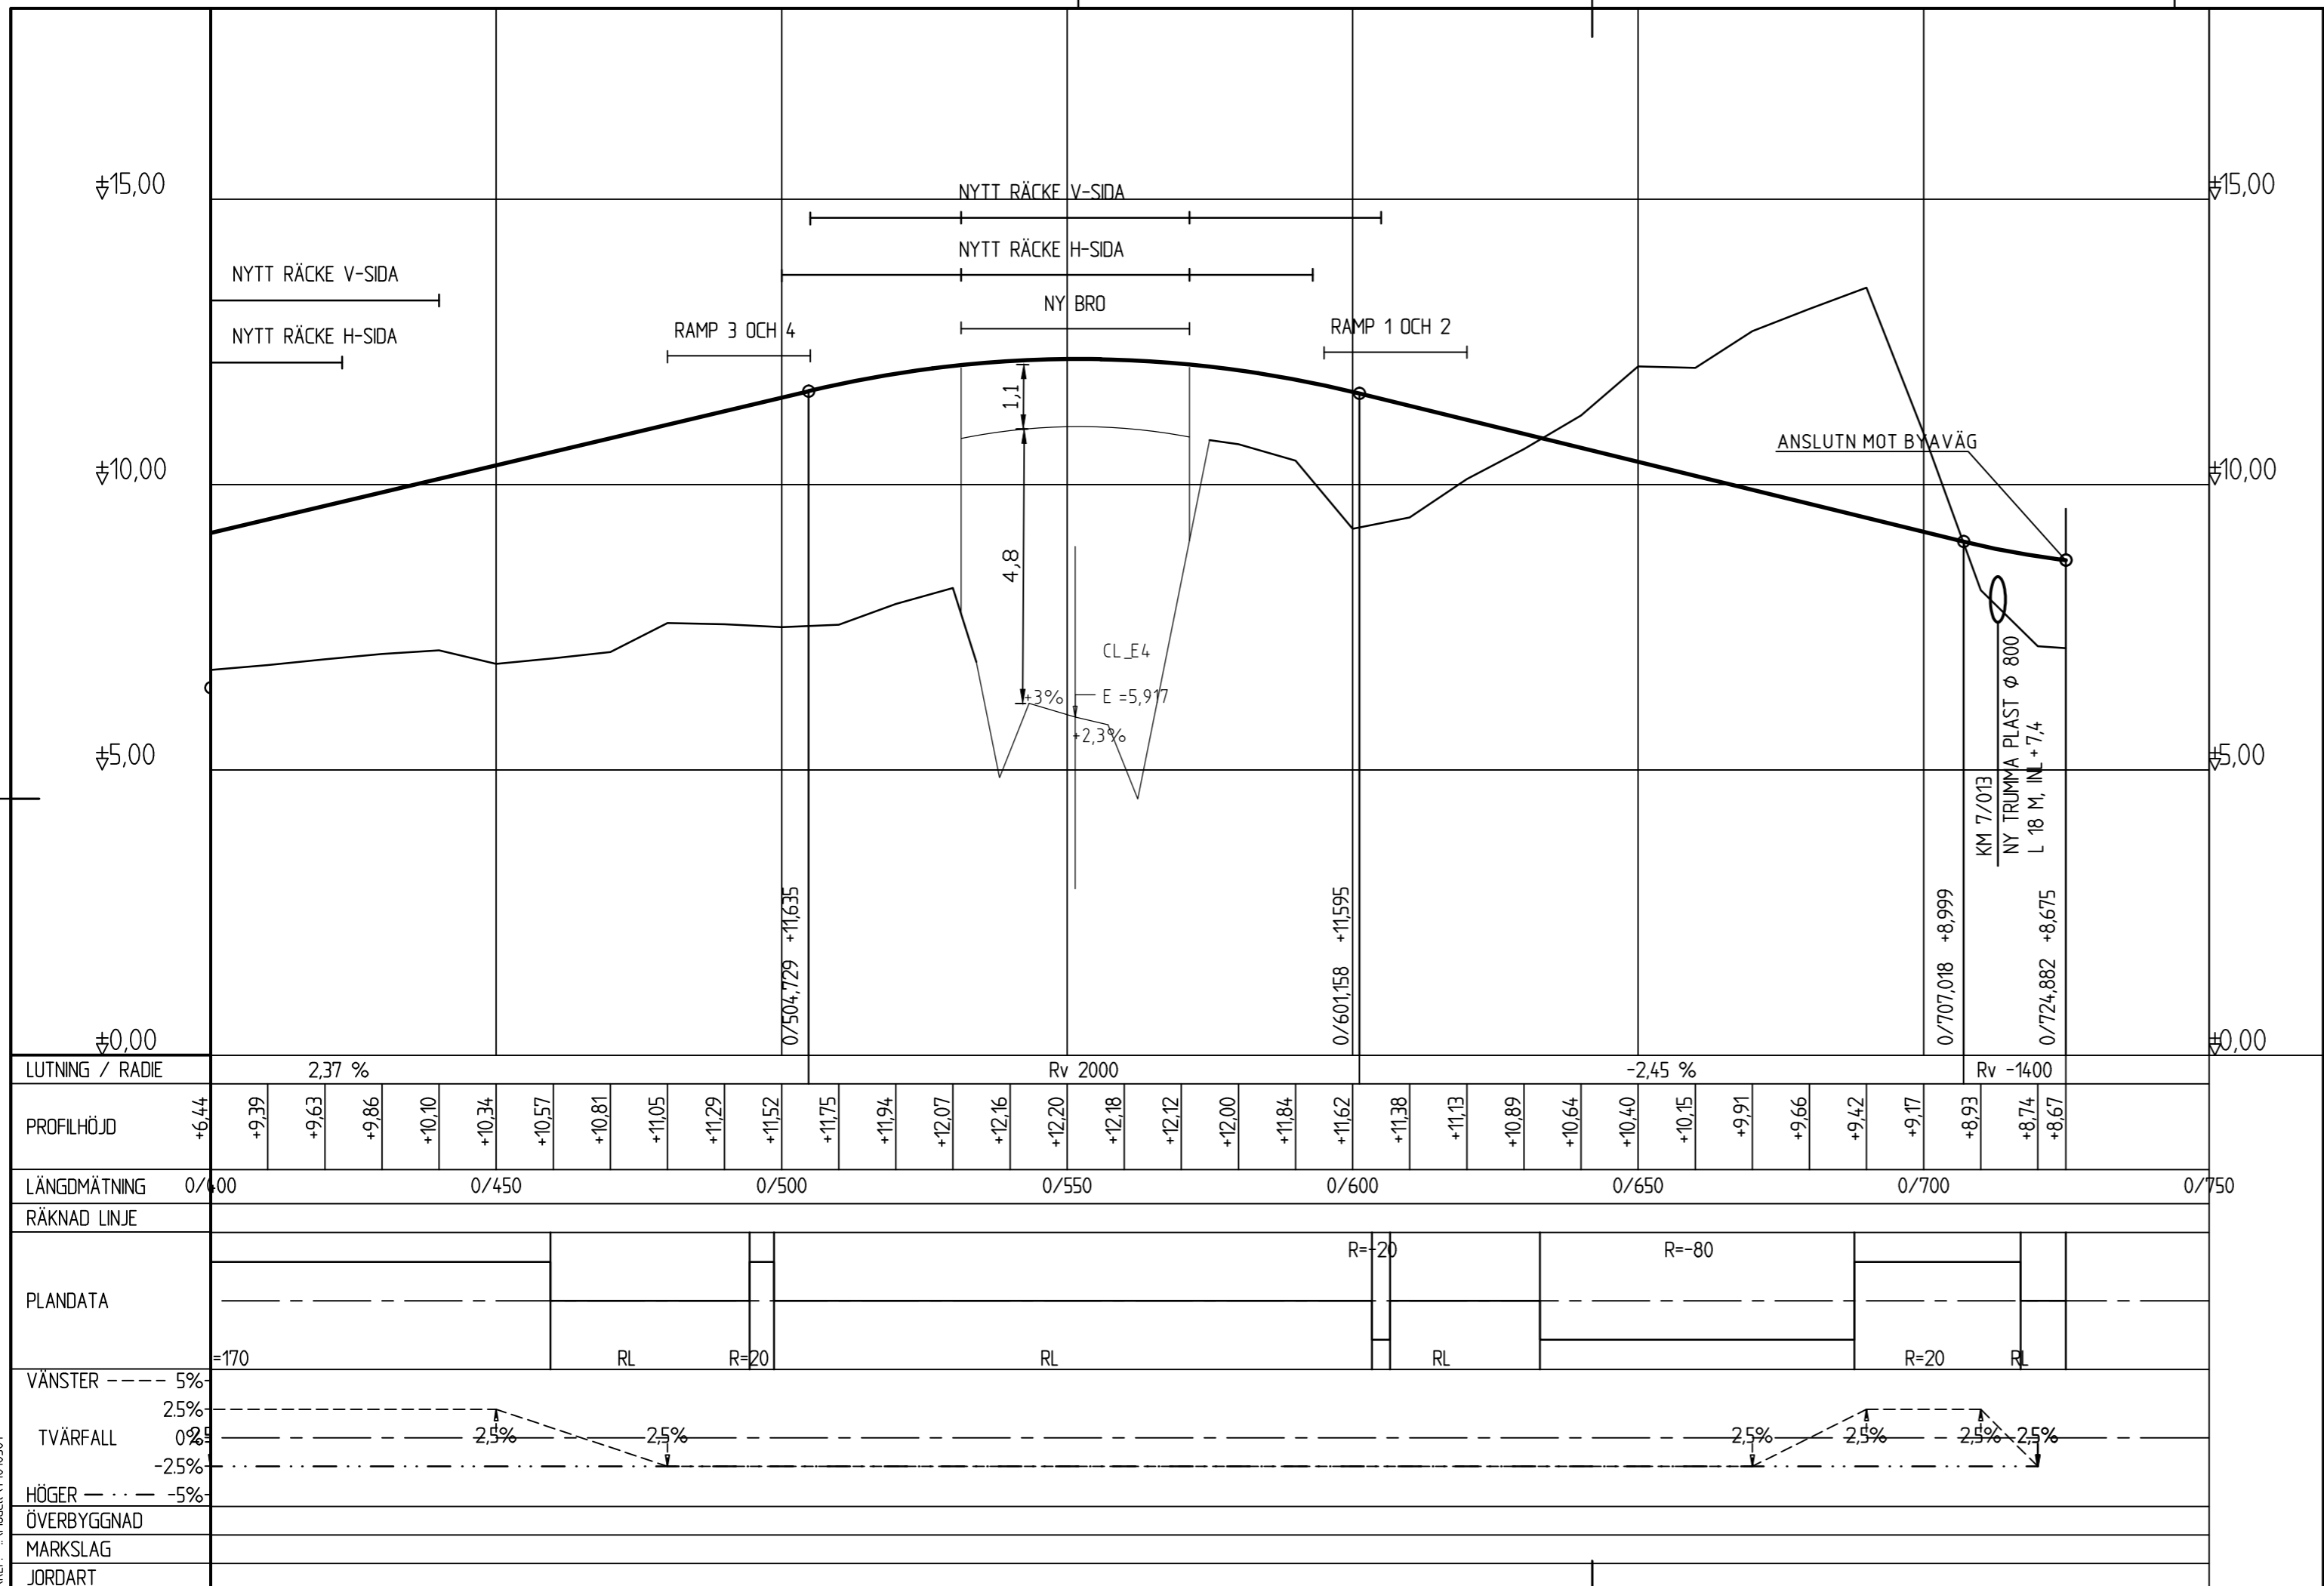 ±15,00
±15,00
NYTT RÄCKE V-SIDA
NYTT RÄCKE H-SIDA
NYTT RÄCKE V-SIDA
NY BRO
RAMP 3 OCH 4
RAMP 1 OCH 2
NYTT RÄCKE H-SIDA
1,1
ANSLUTN MOT BYAVÄG
±10,00
±10,00
4,8
CL_E4
+3%
E =5,917
+2,3%
±5,00
±5,00
KM 7/013
NY TRUMMA PLAST ϕ 800
L 18 M, INL +7,4
0/504,729 +11,635
0/601,158 +11,595
0/707,018 +8,999
0/724,882 +8,675
±0,00
±0,00
LUTNING / RADIE 2,37 % Rv 2000 -2,45 % Rv -1400
PROFILHÖJD +6,44 +9,39 +9,63 +9,86 +10,10 +10,34 +10,57 +10,81 +11,05 +11,29 +11,52 +11,75 +11,94 +12,07 +12,16 +12,20 +12,18 +12,12 +12,00 +11,84 +11,62 +11,38 +11,13 +10,89 +10,64 +10,40 +10,15 +9,91 +9,66 +9,42 +9,17 +8,93 +8,74 +8,67
LÄNGDMÄTNING 0/400 0/450 0/500 0/550 0/600 0/650 0/700 0/750
RÄKNAD LINJE
R=-20 R=-80
PLANDATA
=170 RL R=20 RL RL R=20 RL
VÄNSTER 5%
2.5%
TVÄRFALL 0% 2,5% 2,5% 2,5% 2,5% 2,5% 2,5%
-2.5%
HÖGER -5%
ÖVERBYGGNAD
MARKSLAG
JORDART